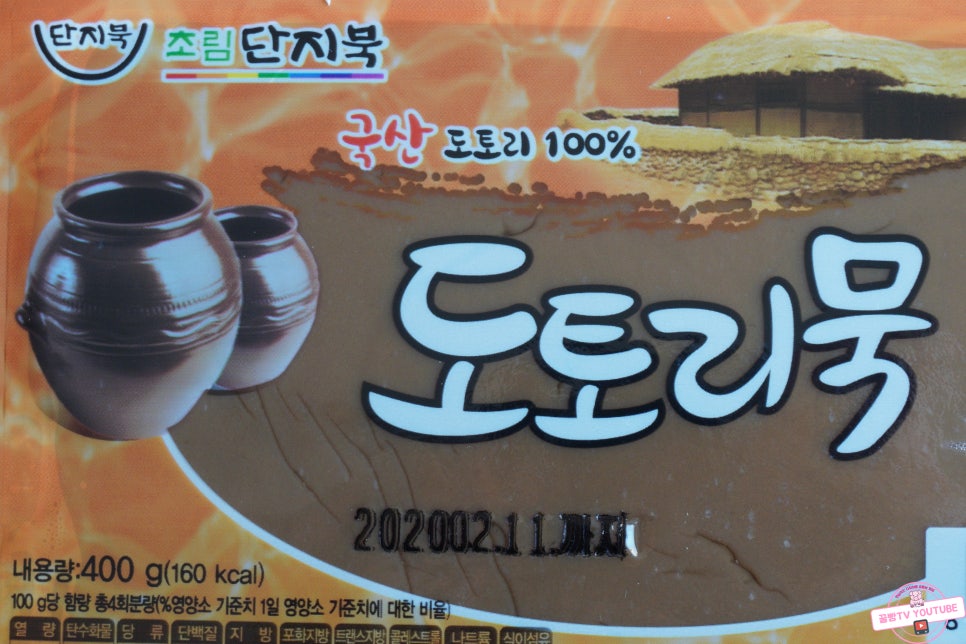 단지묵
초림 단지묵
국산 도토리 100%
도토리묵
2020.02.11.까지
내용량:400 g(160 kcal)
100 g당 함량 총4회분량(%영양소 기준치 1일 영양소 기준치에 대한 비율)
열량 탄수화물 당류 단백질 지방 포화지방 트랜스지방 콜레스트롤 나트륨 식이섬유
꿀빵TV YOUTUBE